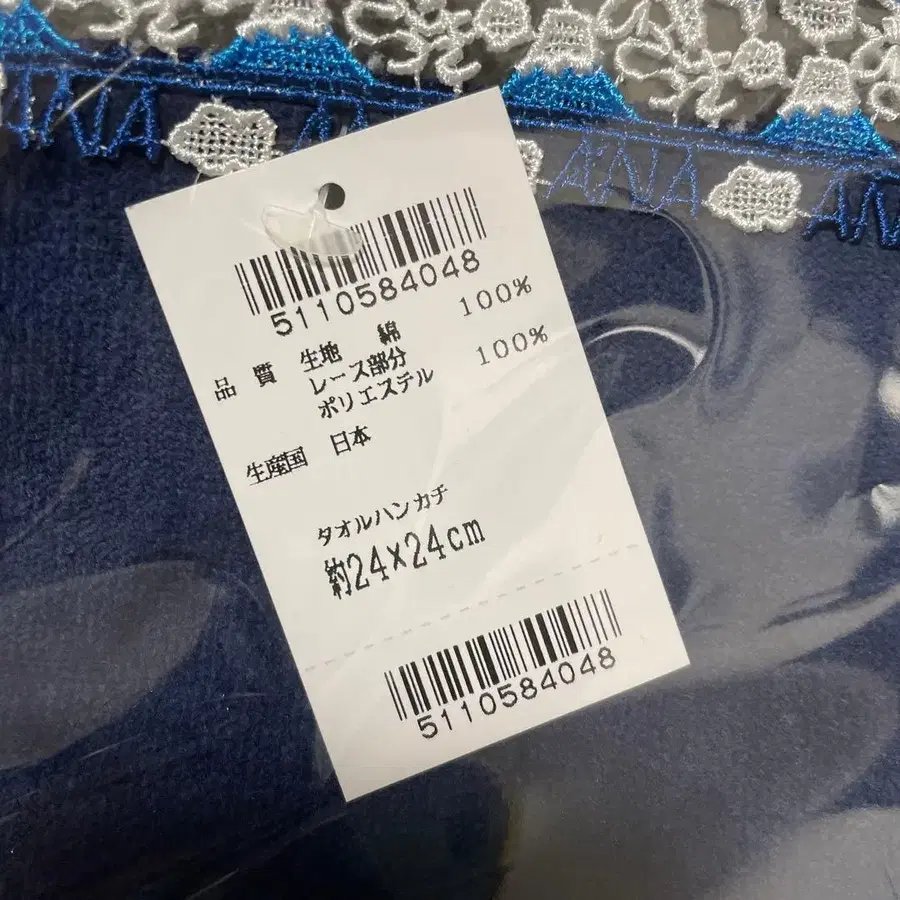 ANA ANA ANA ANA
5110584048
品質 生地 綿 100%
レース部分
ポリエステル 100%
生産国 日本
タオルハンカチ
約24×24cm
5110584048